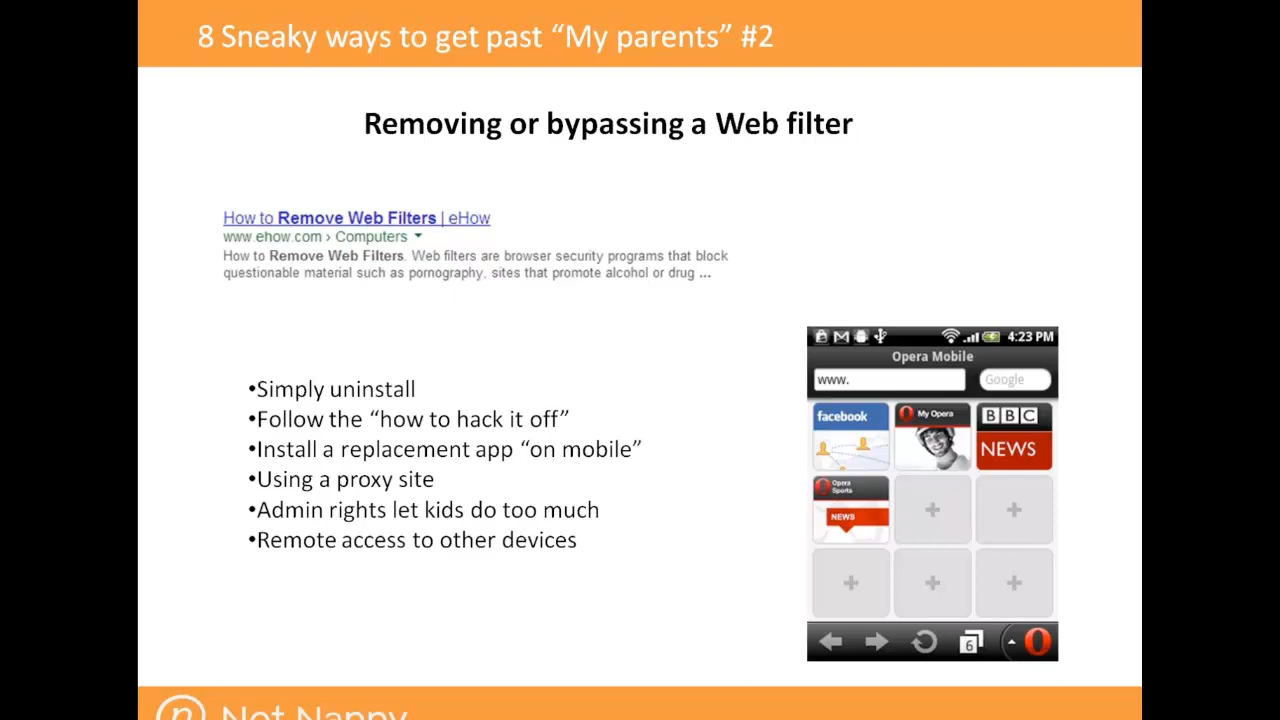 8 Sneaky ways to get past “My parents” #2
Removing or bypassing a Web filter
How to Remove Web Filters | eHow
www.ehow.com › Computers
How to Remove Web Filters. Web filters are browser security programs that block
questionable material such as pornography, sites that promote alcohol or drug ...
•Simply uninstall
•Follow the “how to hack it off”
•Install a replacement app “on mobile”
•Using a proxy site
•Admin rights let kids do too much
•Remote access to other devices
4:23 PM
Opera Mobile
www.
Google
facebook
My Opera
BBC
NEWS
Opera
Sports
NEWS
6
Net Nanny